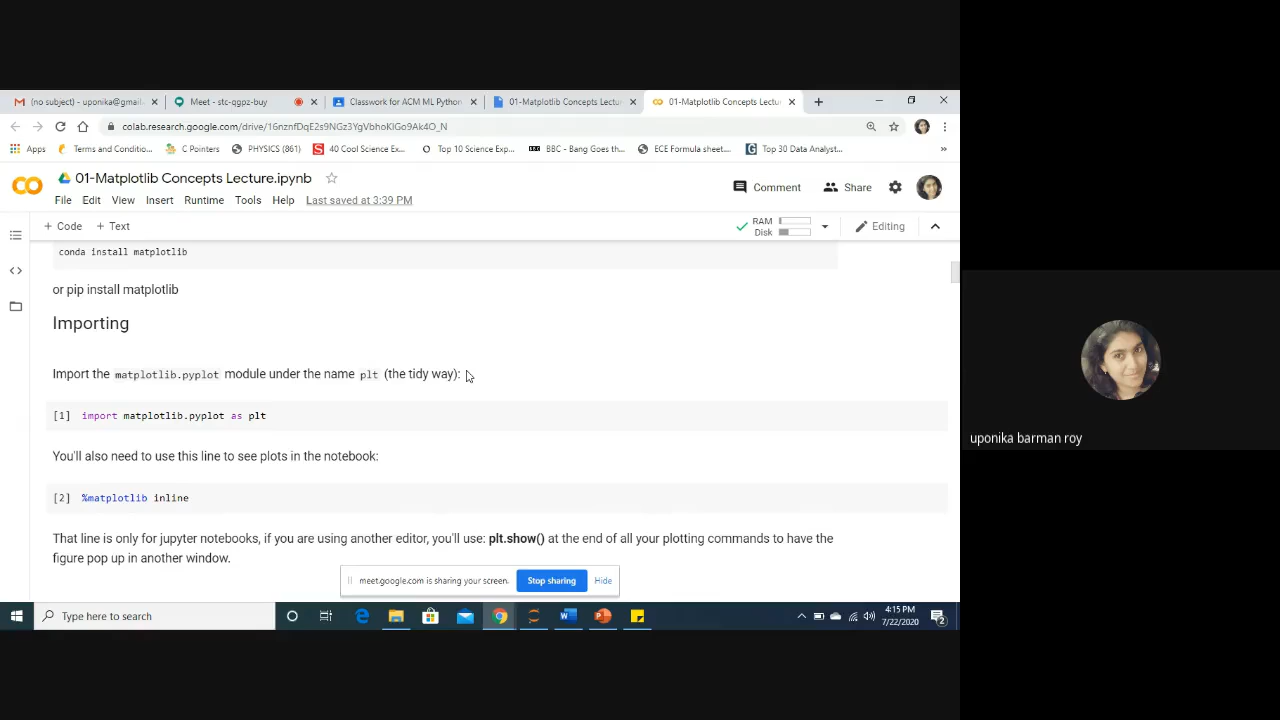 (no subject) - uponika@gmail.
Meet - stc-qgpz-buy
Classwork for ACM ML Python
01-Matplotlib Concepts Lectu
01-Matplotlib Concepts Lectu
colab.research.google.com/drive/16nznfDqE2s9NGz3YgVbhoKIGo9Ak4O_N
Apps
Terms and Conditio...
C Pointers
PHYSICS (861)
40 Cool Science Ex...
Top 10 Science Exp...
BBC - Bang Goes th...
ECE Formula sheet...
Top 30 Data Analyst...
»
01-Matplotlib Concepts Lecture.ipynb
Comment
Share
File Edit View Insert Runtime Tools Help Last saved at 3:39 PM
+ Code + Text
RAM
Disk
Editing
conda install matplotlib
or pip install matplotlib
Importing
Import the matplotlib.pyplot module under the name plt (the tidy way):
[1] import matplotlib.pyplot as plt
You'll also need to use this line to see plots in the notebook:
[2] %matplotlib inline
That line is only for jupyter notebooks, if you are using another editor, you'll use: plt.show() at the end of all your plotting commands to have the
figure pop up in another window.
meet.google.com is sharing your screen.
Stop sharing
Hide
Type here to search
4:15 PM
7/22/2020
2
uponika barman roy